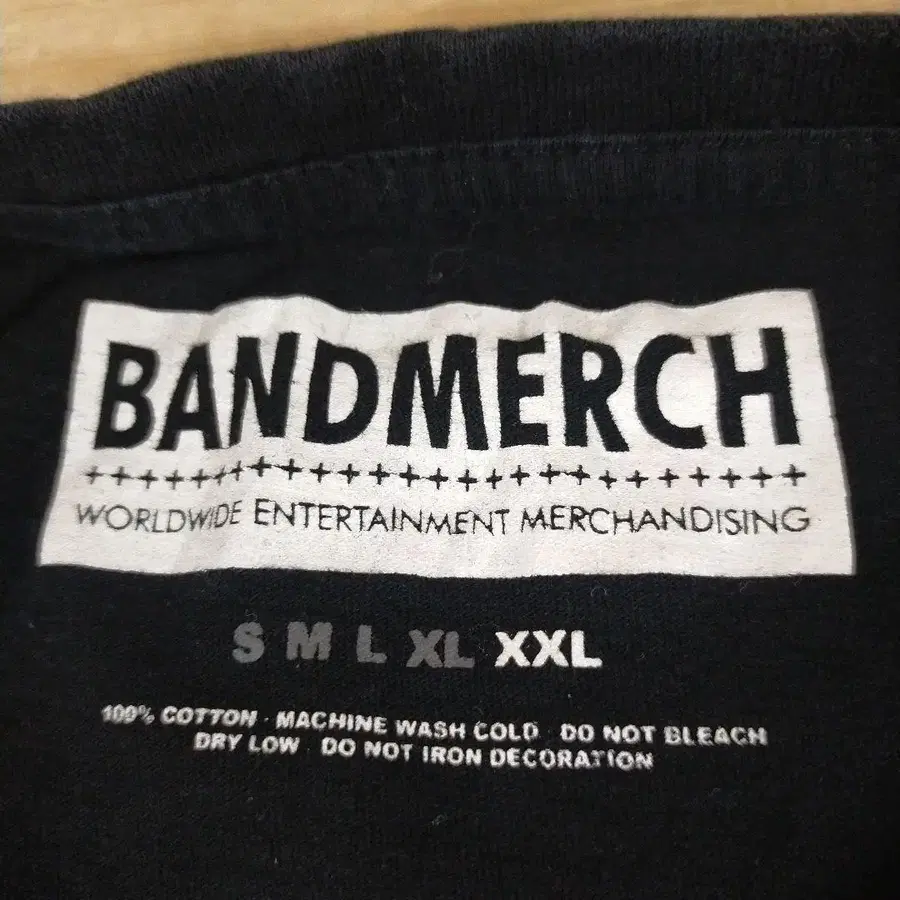 BANDMERCH
+++++++++++++++++++++++++
WORLDWIDE ENTERTAINMENT MERCHANDISING
S M L XL XXL
100% COTTON · MACHINE WASH COLD · DO NOT BLEACH
DRY LOW · DO NOT IRON DECORATION